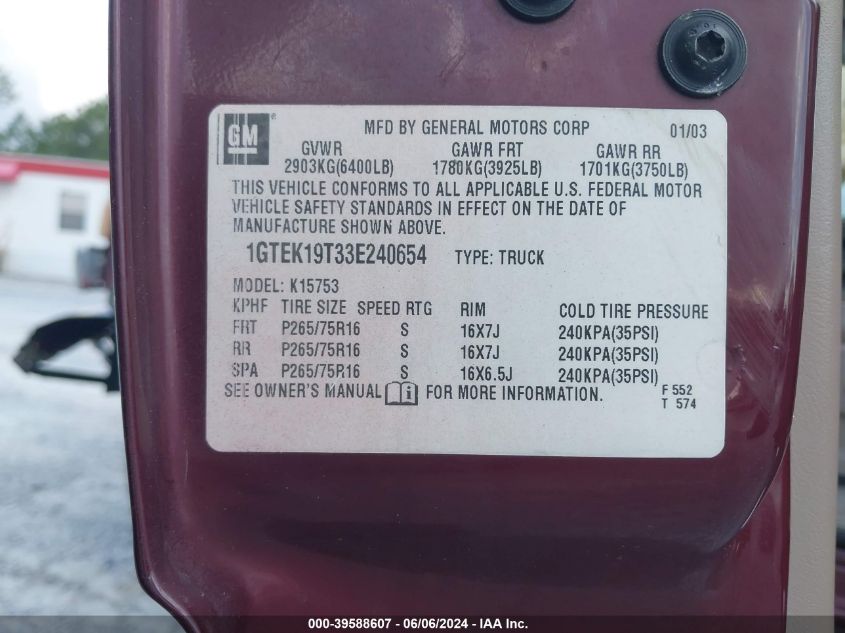 GM
MFD BY GENERAL MOTORS CORP 01/03
GVWR GAWR FRT GAWR RR
2903KG(6400LB) 1780KG(3925LB) 1701KG(3750LB)
THIS VEHICLE CONFORMS TO ALL APPLICABLE U.S. FEDERAL MOTOR
VEHICLE SAFETY STANDARDS IN EFFECT ON THE DATE OF
MANUFACTURE SHOWN ABOVE.
1GTEK19T33E240654 TYPE: TRUCK
MODEL: K15753
KPHF TIRE SIZE SPEED RTG RIM COLD TIRE PRESSURE
FRT P265/75R16 S 16X7J 240KPA(35PSI)
RR P265/75R16 S 16X7J 240KPA(35PSI)
SPA P265/75R16 S 16X6.5J 240KPA(35PSI)
SEE OWNER'S MANUAL FOR MORE INFORMATION.
F 552
T 574
000-39588607 - 06/06/2024 - IAA Inc.